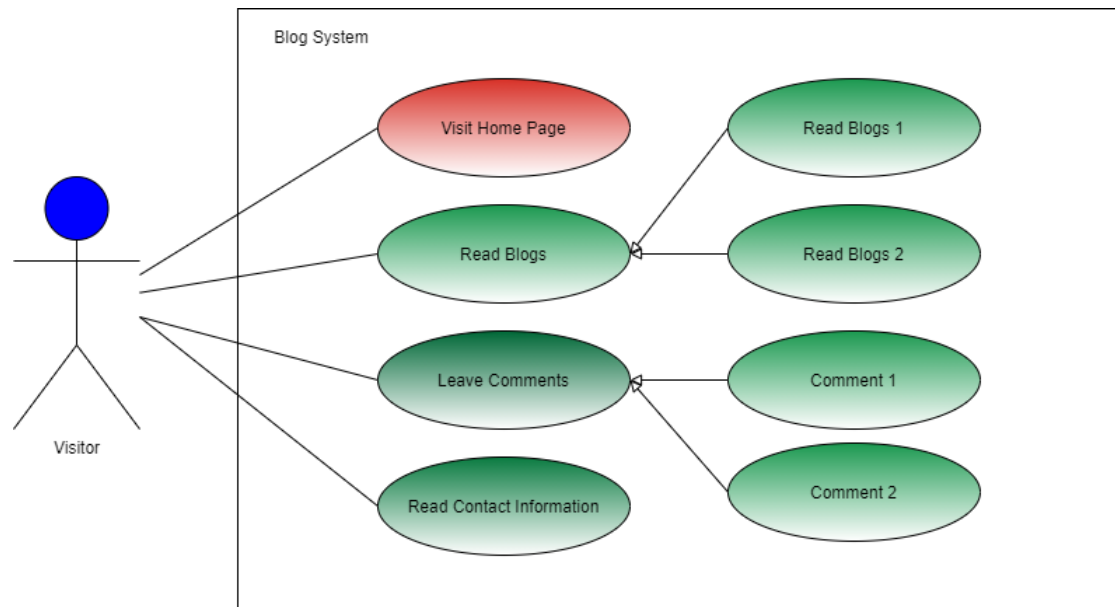 Blog System
Visit Home Page
Read Blogs 1
Read Blogs
Read Blogs 2
Leave Comments
Comment 1
Visitor
Read Contact Information
Comment 2